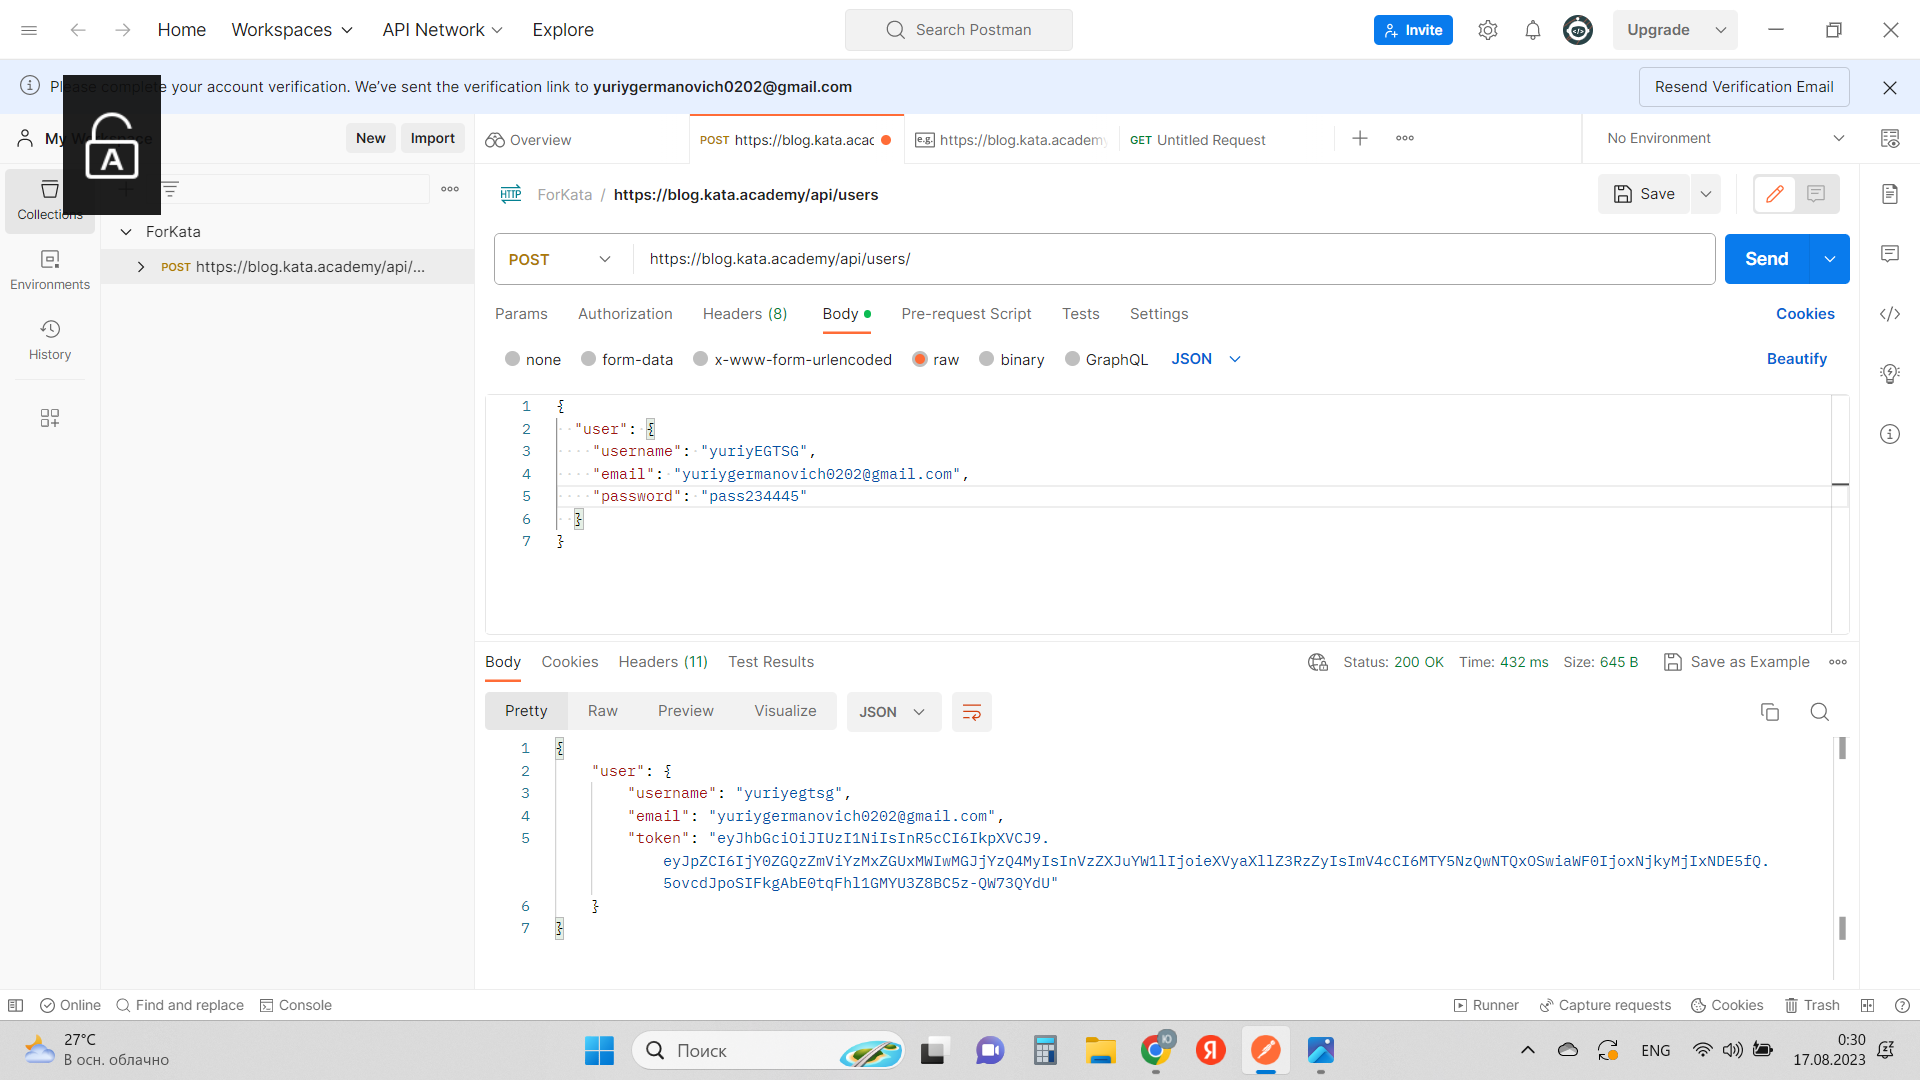 Home Workspaces API Network Explore Search Postman Invite Upgrade
complete your account verification. We've sent the verification link to yuriygermanovich0202@gmail.com Resend Verification Email
My New Import Overview POST https://blog.kata.acac e.g. https://blog.kata.academy GET Untitled Request No Environment
Collections
ForKata / https://blog.kata.academy/api/users Save
ForKata
POST https://blog.kata.academy/api/...
Environments
History
POST https://blog.kata.academy/api/users/ Send
Params Authorization Headers (8) Body Pre-request Script Tests Settings Cookies
none form-data x-www-form-urlencoded raw binary GraphQL JSON Beautify
1 {
2 "user": {
3 "username": "yuriyEGTSG",
4 "email": "yuriygermanovich0202@gmail.com",
5 "password": "pass234445"
6 }
7 }
Body Cookies Headers (11) Test Results Status: 200 OK Time: 432 ms Size: 645 B Save as Example
Pretty Raw Preview Visualize JSON
1 {
2 "user": {
3 "username": "yuriyegtsg",
4 "email": "yuriygermanovich0202@gmail.com",
5 "token": "eyJhbGciOiJIUzI1NiIsInR5cCI6IkpXVCJ9.
eyJpZCI6IjY0ZGQzZmViYzMxZGUxMWIwMGJjYzQ4MyIsInVzZXJuYW1lIjoieXVyaXllZ3RzZyIsImV4cCI6MTY5NzQwNTQxOSwiaWF0IjoxNjkyMjIxNDE5fQ.
5ovcdJpoSIFkgAbE0tqFhl1GMYU3Z8BC5z-QW73QYdU"
6 }
7 }
Online Find and replace Console Runner Capture requests Cookies Trash
27°C
В осн. облачно
Поиск
ENG
0:30
17.08.2023